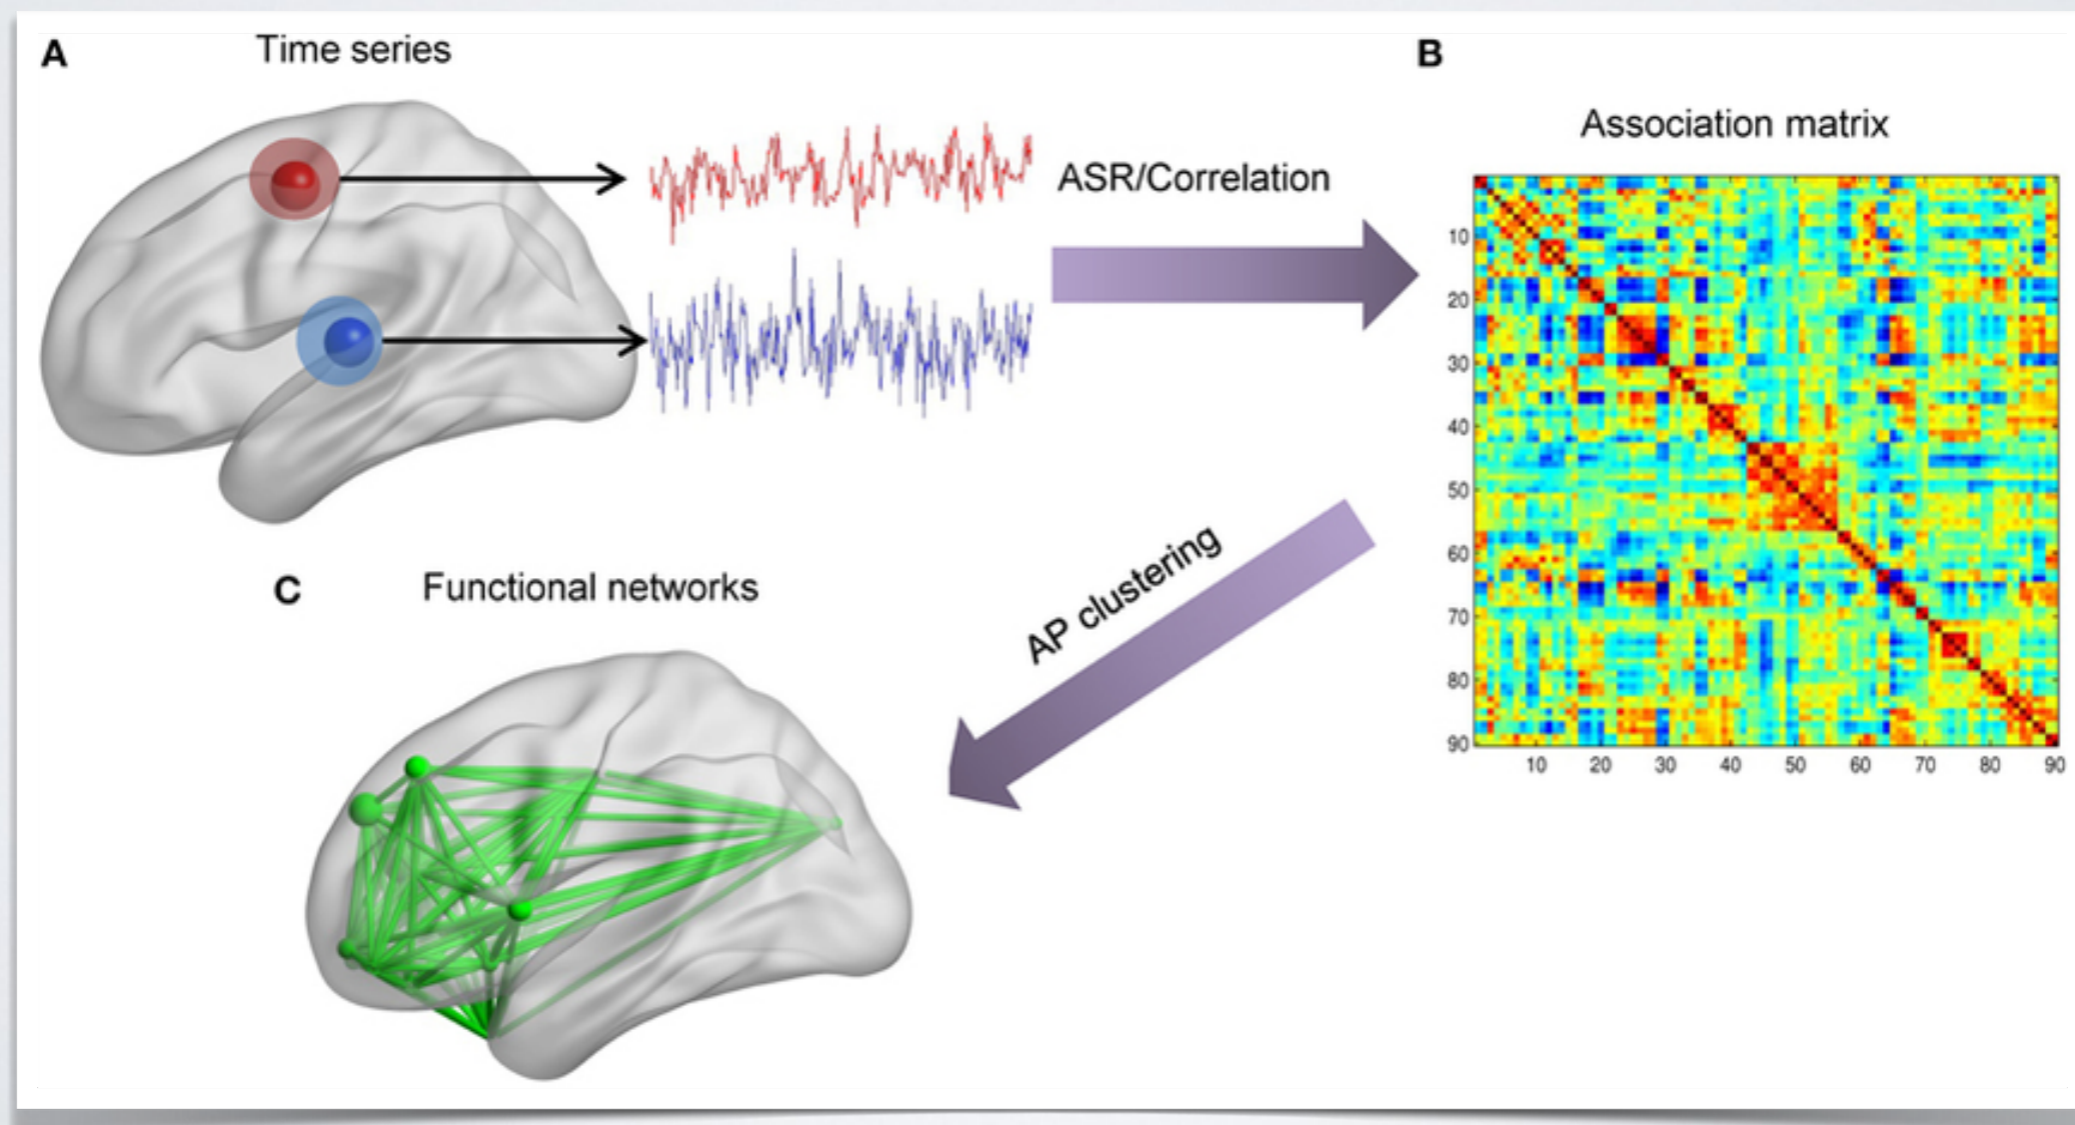 A
Time series
ASR/Correlation
B
Association matrix
10
20
30
40
50
60
70
80
90
10 20 30 40 50 60 70 80 90
AP clustering
C
Functional networks